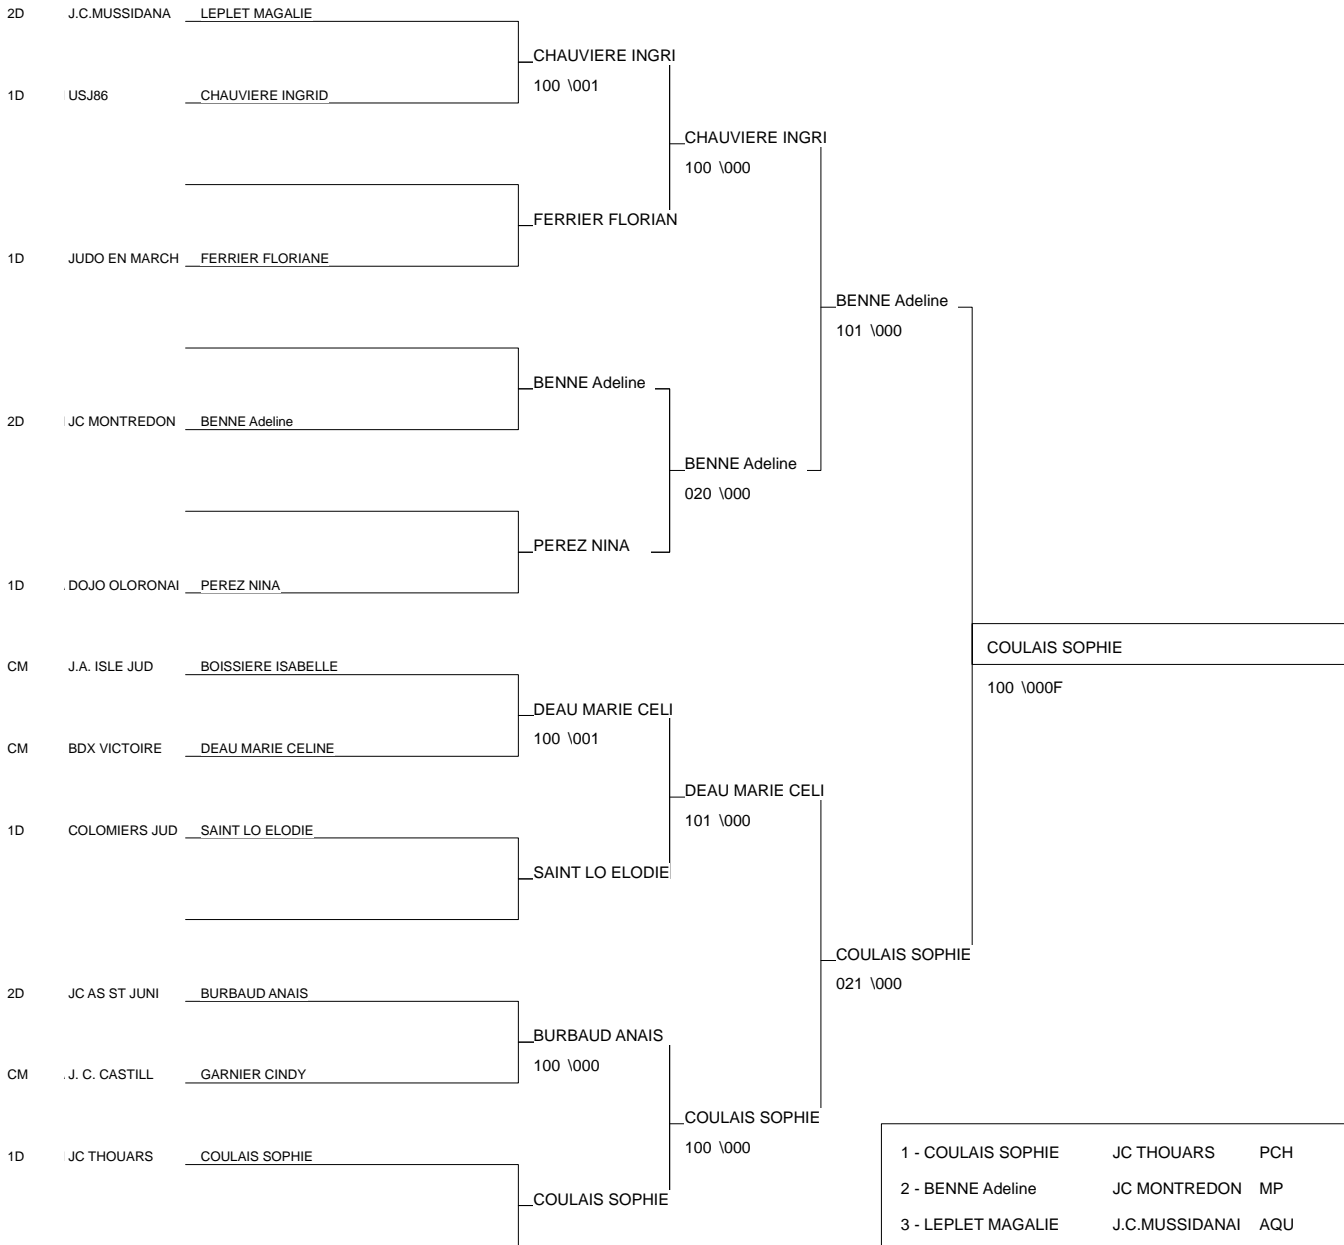 2D J.C.MUSSIDANA LEPLET MAGALIE
CHAUVIERE INGRI
100 \001
1D USJ86 CHAUVIERE INGRID
CHAUVIERE INGRI
100 \000
FERRIER FLORIAN
1D JUDO EN MARCH FERRIER FLORIANE
BENNE Adeline
101 \000
BENNE Adeline
2D JC MONTREDON BENNE Adeline
BENNE Adeline
020 \000
PEREZ NINA
1D DOJO OLORONAI PEREZ NINA
COULAIS SOPHIE
100 \000F
CM J.A. ISLE JUD BOISSIERE ISABELLE
DEAU MARIE CELI
100 \001
CM BDX VICTOIRE DEAU MARIE CELINE
DEAU MARIE CELI
101 \000
1D COLOMIERS JUD SAINT LO ELODIE
SAINT LO ELODIE
COULAIS SOPHIE
021 \000
2D JC AS ST JUNI BURBAUD ANAIS
BURBAUD ANAIS
100 \000
CM J. C. CASTILL GARNIER CINDY
COULAIS SOPHIE
100 \000
1D JC THOUARS COULAIS SOPHIE
COULAIS SOPHIE
1 - COULAIS SOPHIE JC THOUARS PCH
2 - BENNE Adeline JC MONTREDON MP
3 - LEPLET MAGALIE J.C.MUSSIDANAI AQU